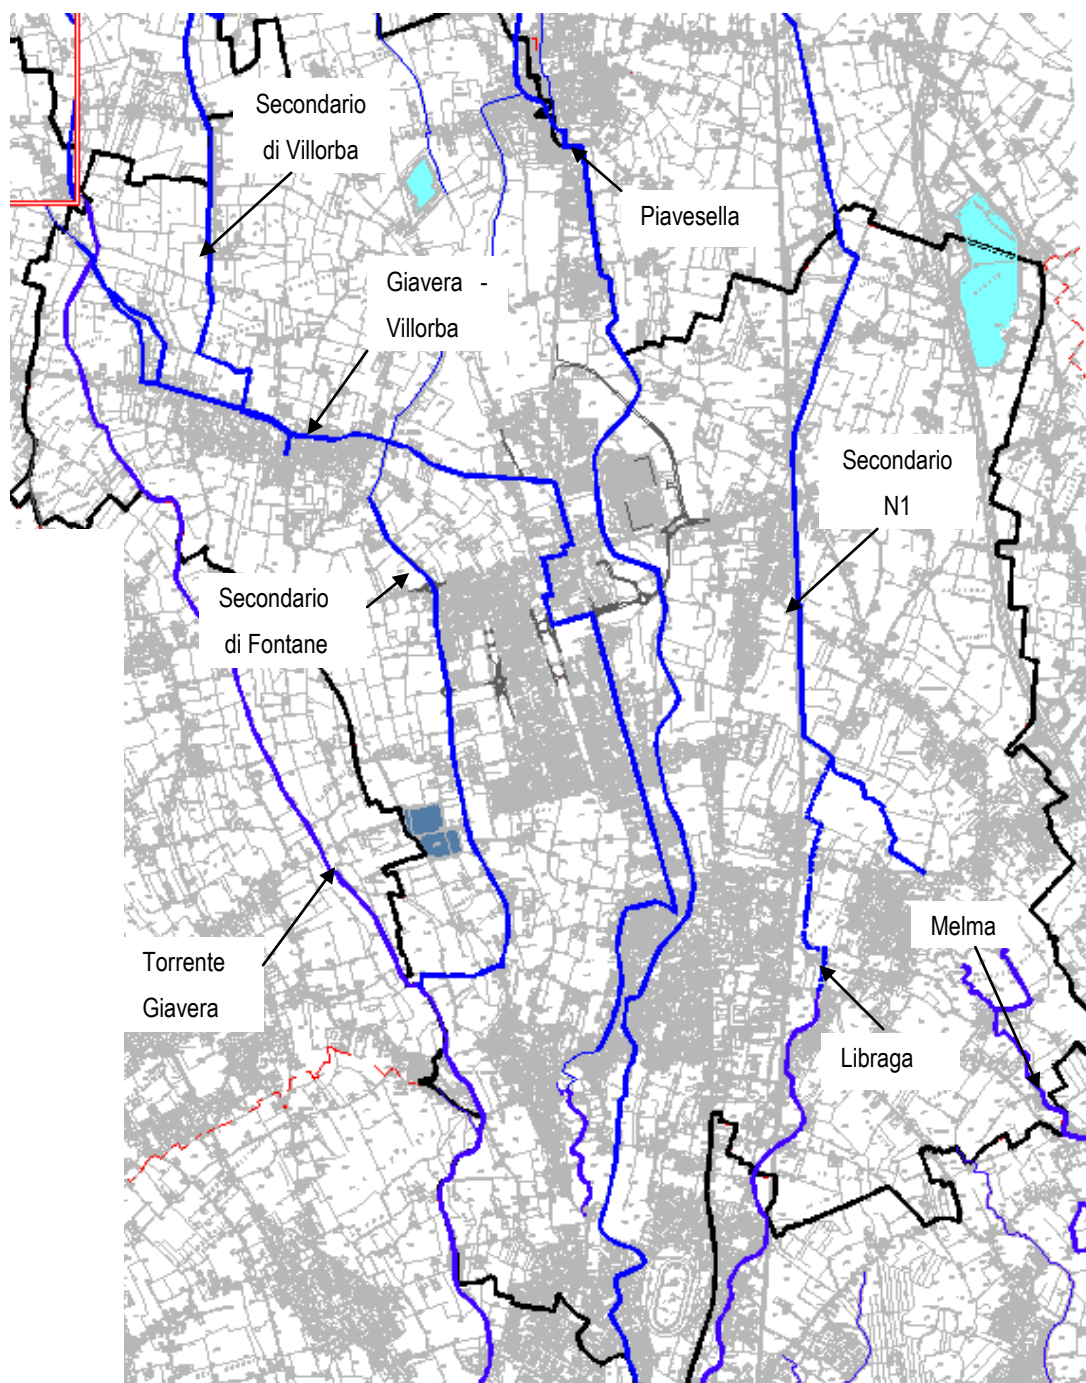 Secondario
di Villorba
Piavesella
Giavera -
Villorba
Secondario
N1
Secondario
di Fontane
Melma
Torrente
Giavera
Libraga